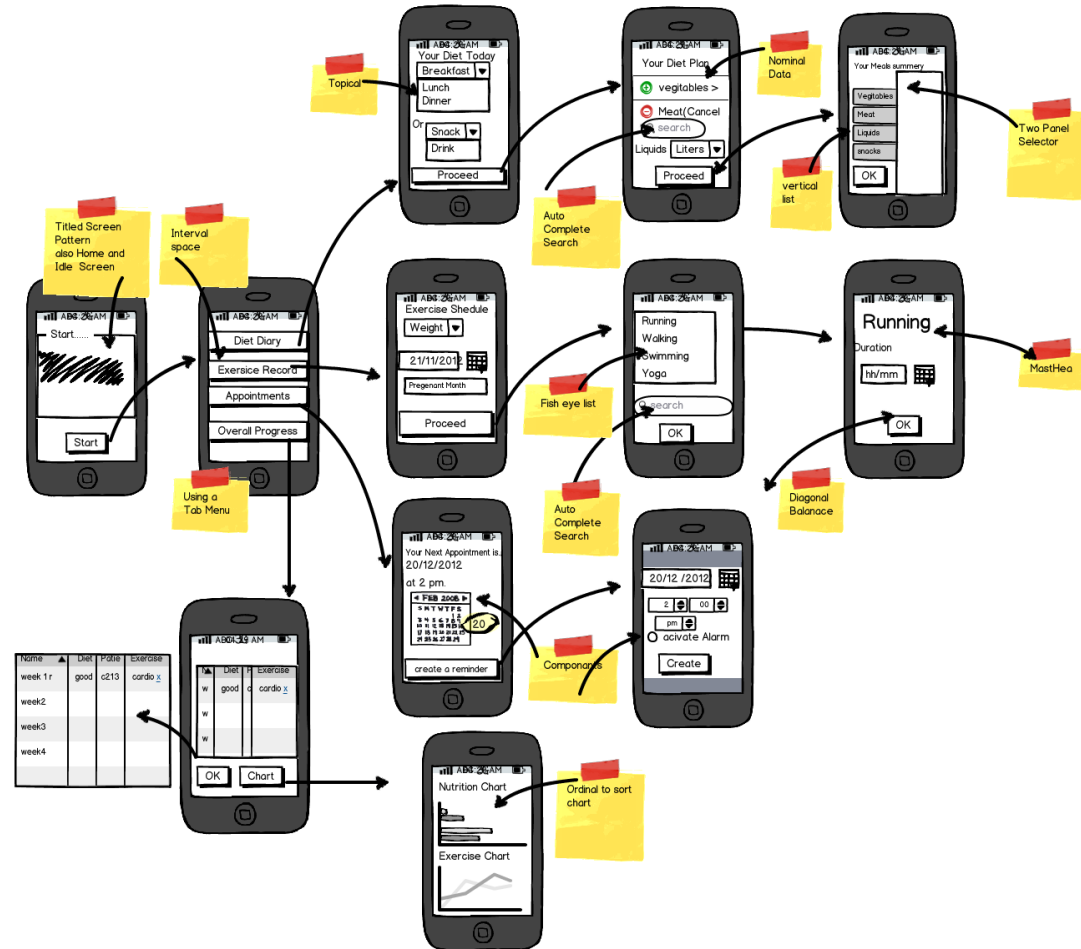 Your Diet Today
Breakfast
Lunch
Dinner
Or
Snack
Drink
Proceed
Topical
Your Diet Plan
vegitables >
Meat(Cancel
search
Liquids
Liters
Proceed
Nominal
Data
Auto
Complete
Search
Your Meals summery
Vegitables
Meat
Liquids
snacks
OK
vertical
list
Two Panel
Selector
Titled Screen
Pattern
also Home and
Idle Screen
Interval
space
Start......
Start
Diet Diary
Exersice Record
Appointments
Overall Progress
Using a
Tab Menu
Exercise Shedule
Weight
21/11/2012
Pregenant Month
Proceed
Running
Walking
Swimming
Yoga
search
OK
Fish eye list
Auto
Complete
Search
Running
Duration
hh/mm
OK
MastHea
Diagonal
Balanace
Your Next Appointment is..
20/12/2012
at 2 pm.
FEB 2008
S M T W T F S
20
create a reminder
Componants
20/12 /2012
2
00
pm
acivate Alarm
Create
Name Diet Patie Exercise
week 1 r good c213 cardio x
week2
week3
week4
Diet P Exercise
w good c cardio x
w
w
OK
Chart
Nutrition Chart
Exercise Chart
Ordinal to sort
chart